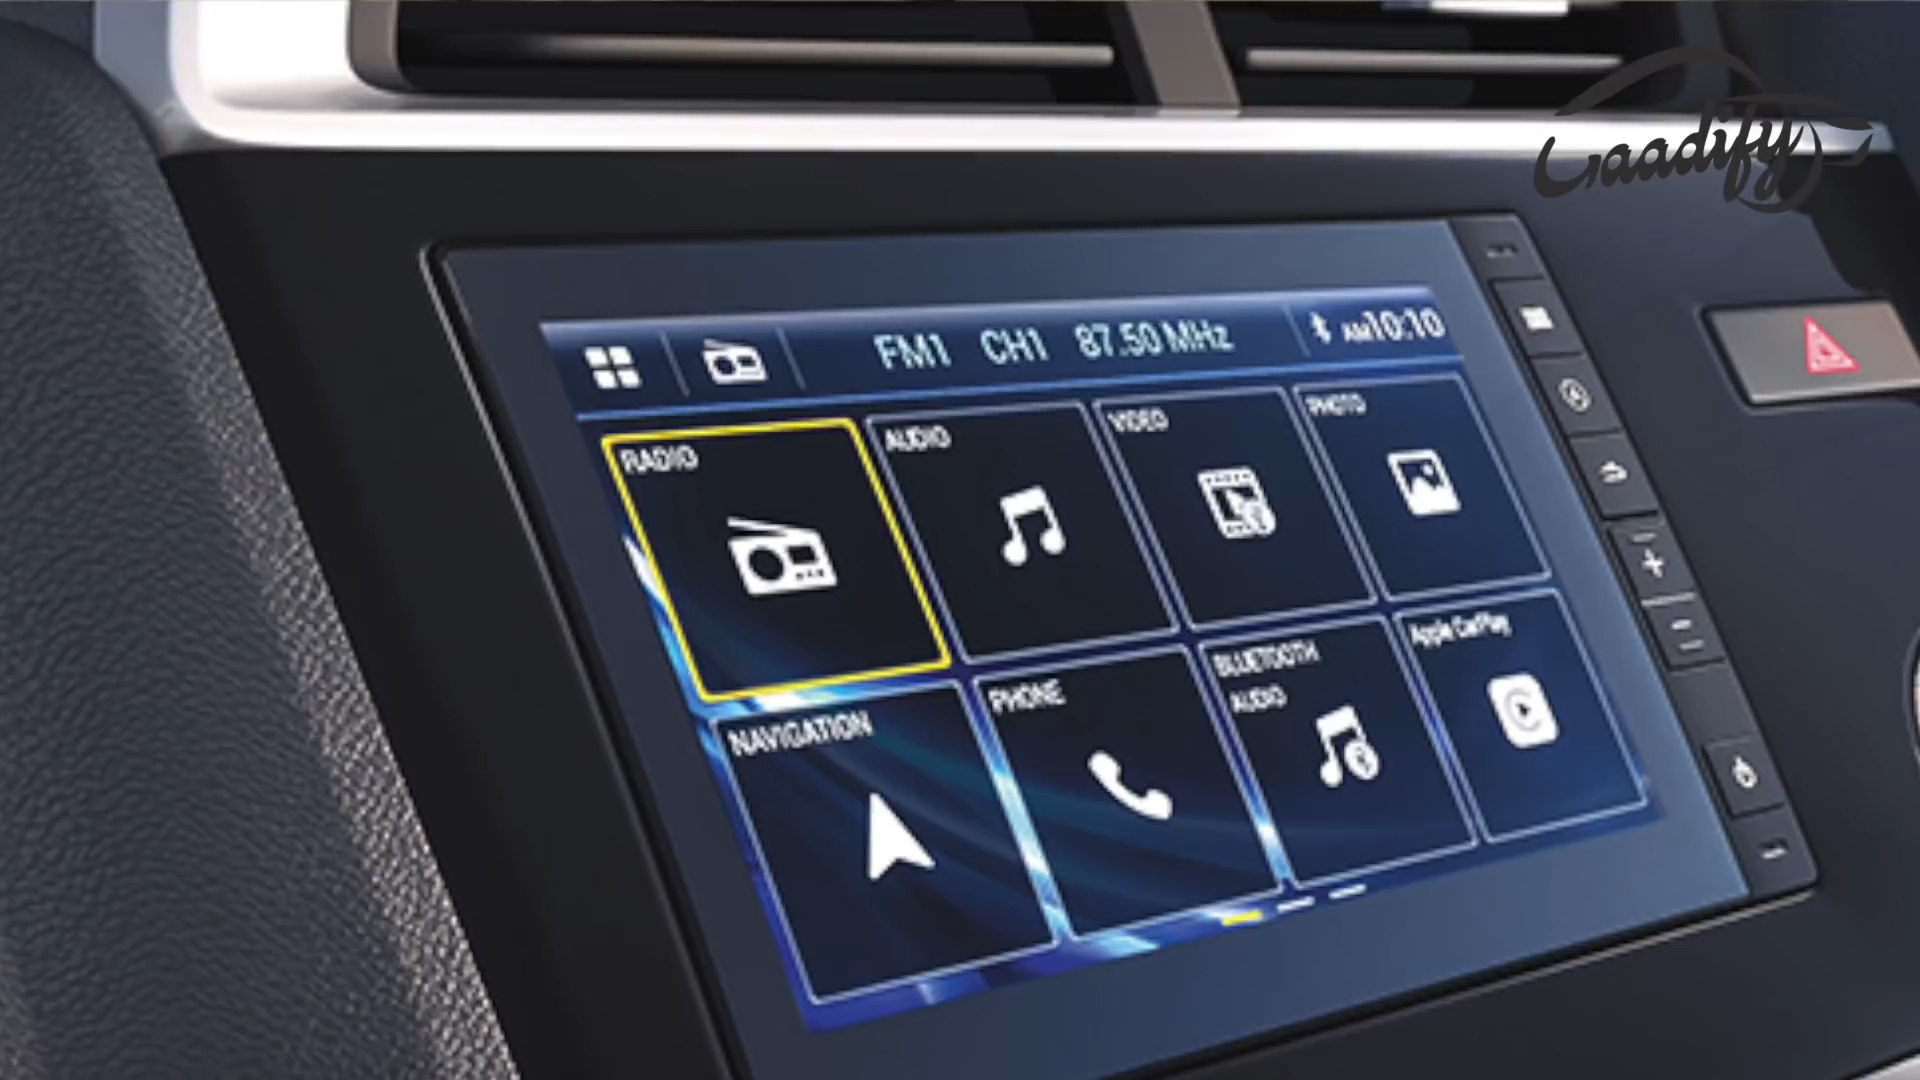 Gaadify
FM1 CH1 87.50 MHz AM10:10
RADIO
AUDIO
VIDEO
PHOTO
NAVIGATION
PHONE
BLUETOOTH
AUDIO
Apple CarPlay